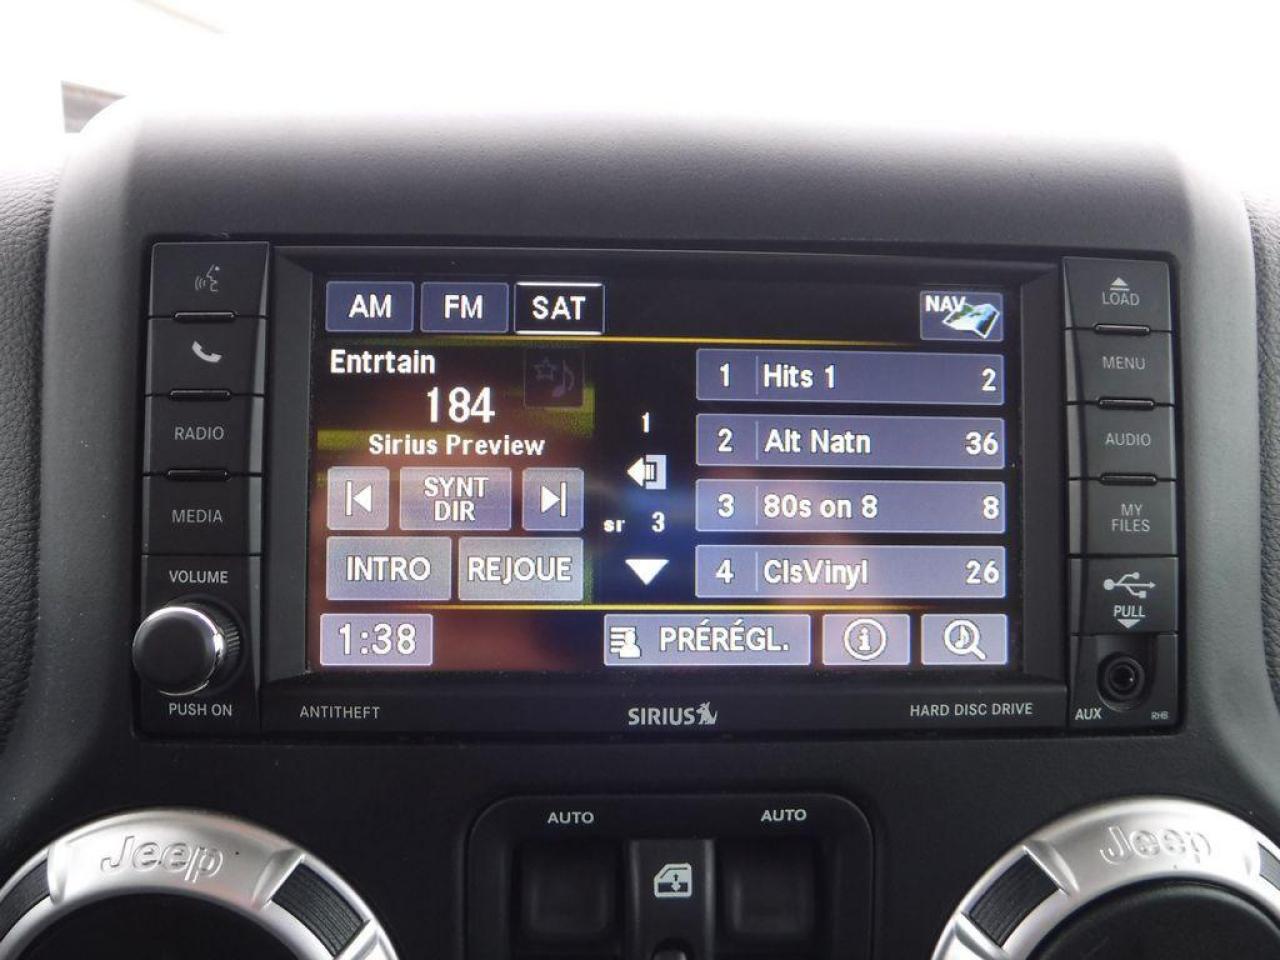 AM FM SAT NAV
Entrtain
184
Sirius Preview
SYNT
DIR
INTRO REJOUE
1:38
1
sr 3
1 Hits 1 2
2 Alt Natn 36
3 80s on 8 8
4 ClsVinyl 26
PRÉRÉGL.
RADIO
MEDIA
VOLUME
PUSH ON
LOAD
MENU
AUDIO
MY
FILES
PULL
AUX RHB
ANTITHEFT SIRIUS HARD DISC DRIVE
AUTO AUTO
Jeep Jeep